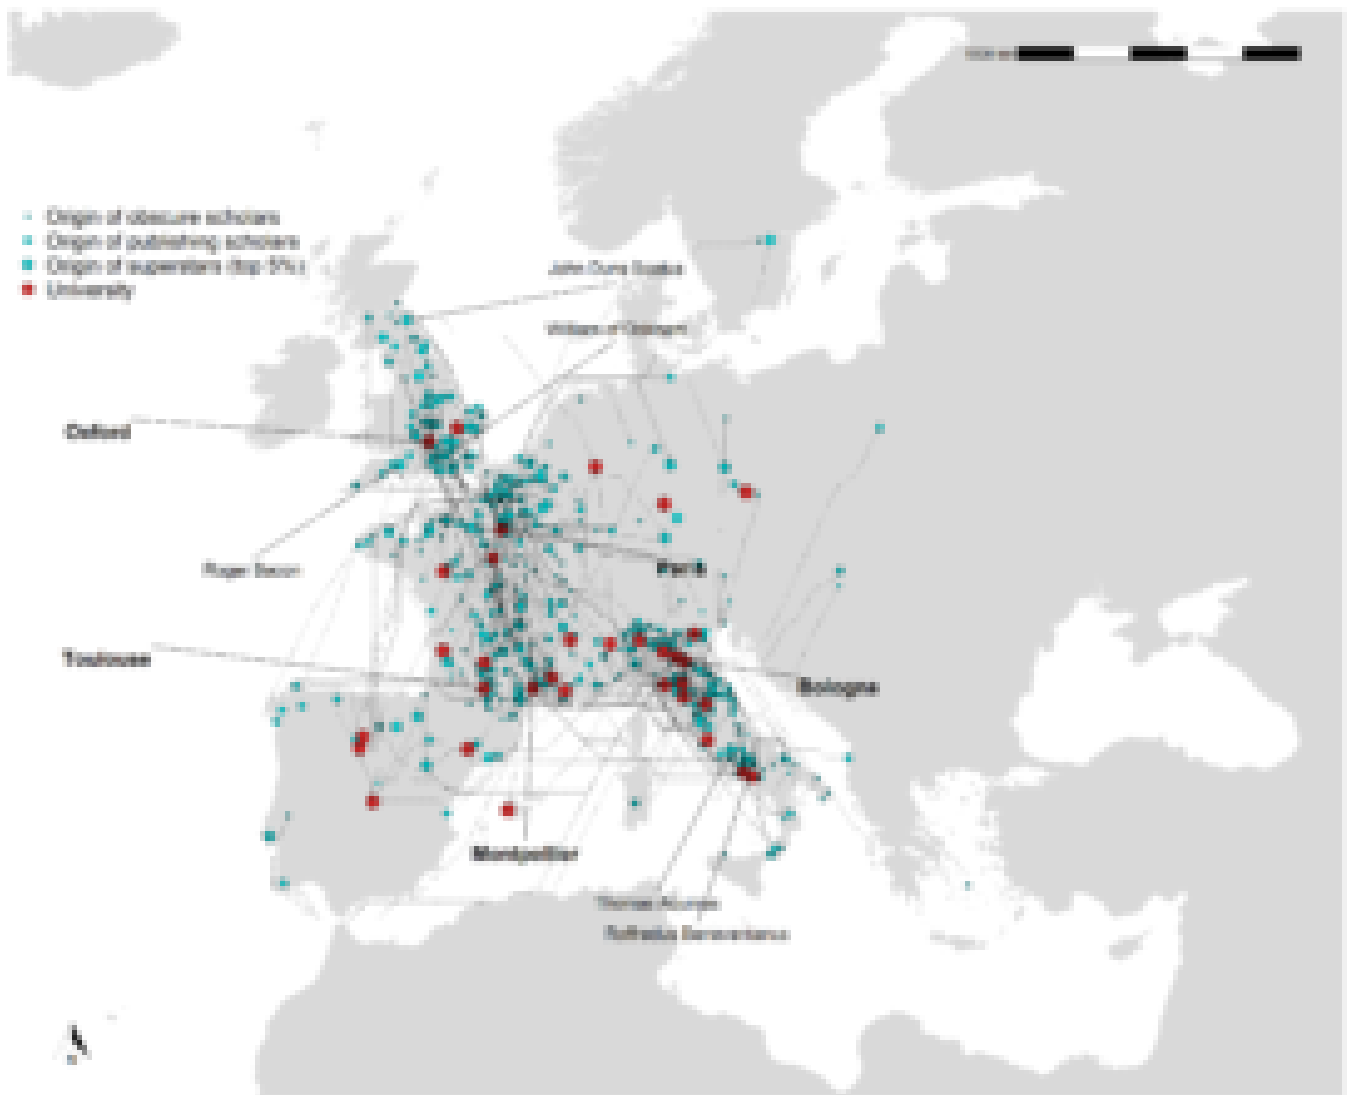 Origin of obscure scholars
Origin of publishing scholars
Origin of superstars (top 5%)
University
John Duns Scotus
William of Ockham
Oxford
Roger Bacon
Paris
Toulouse
Bologna
Montpellier
Thomas Aquinas